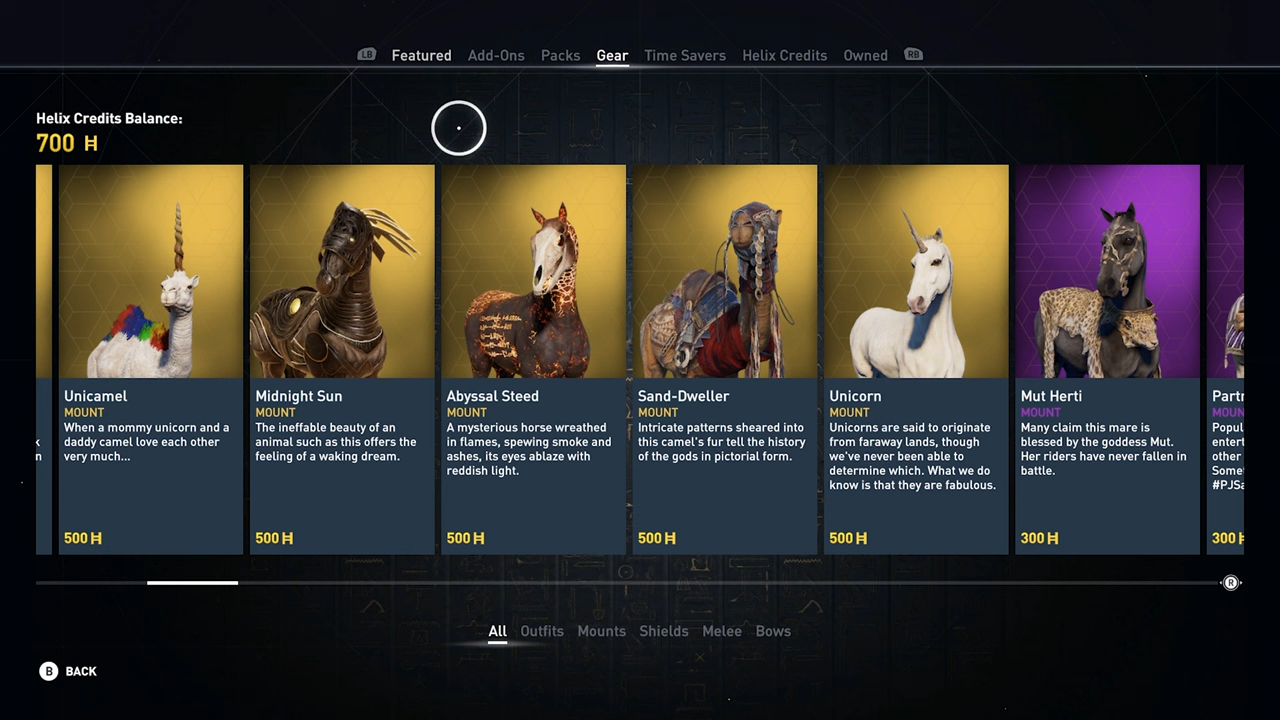 LB Featured Add-Ons Packs Gear Time Savers Helix Credits Owned RB
Helix Credits Balance:
700 H
Unicamel
MOUNT
When a mommy unicorn and a
daddy camel love each other
very much...
500 H
Midnight Sun
MOUNT
The ineffable beauty of an
animal such as this offers the
feeling of a waking dream.
500 H
Abyssal Steed
MOUNT
A mysterious horse wreathed
in flames, spewing smoke and
ashes, its eyes ablaze with
reddish light.
500 H
Sand-Dweller
MOUNT
Intricate patterns sheared into
this camel's fur tell the history
of the gods in pictorial form.
500 H
Unicorn
MOUNT
Unicorns are said to originate
from faraway lands, though
we've never been able to
determine which. What we do
know is that they are fabulous.
500 H
Mut Herti
MOUNT
Many claim this mare is
blessed by the goddess Mut.
Her riders have never fallen in
battle.
300 H
Partn
MOUN
Popul
entert
other
Somet
#PJSa
300 H
R
All Outfits Mounts Shields Melee Bows
B BACK